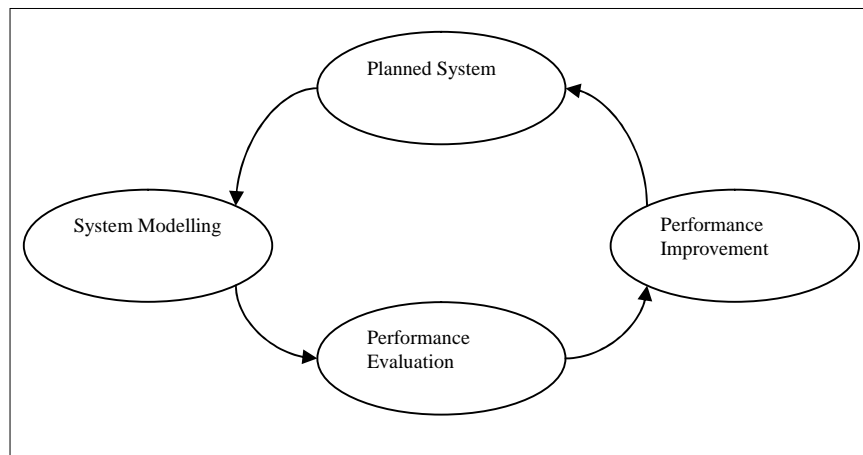 Planned System
System Modelling
Performance
Improvement
Performance
Evaluation